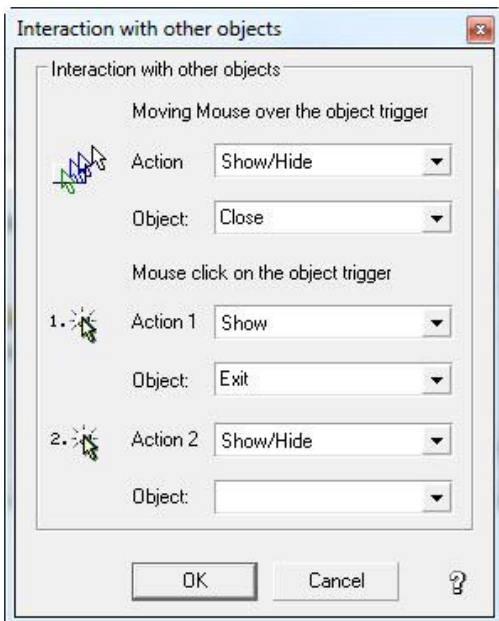 Interaction with other objects
Interaction with other objects
Moving Mouse over the object trigger
Action Show/Hide
Object: Close
Mouse click on the object trigger
1. Action 1 Show
Object: Exit
2. Action 2 Show/Hide
Object:
OK Cancel ?